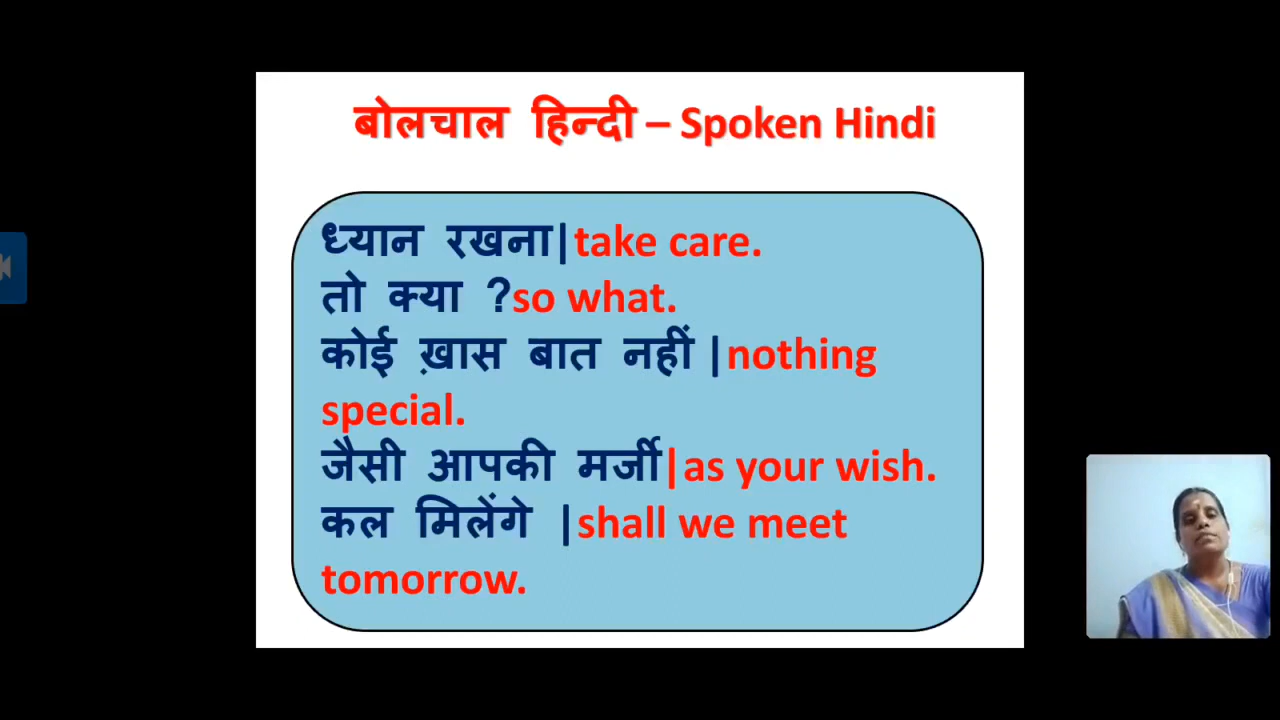 बोलचाल हिन्दी – Spoken Hindi
ध्यान रखना|take care.
तो क्या ?so what.
कोई ख़ास बात नहीं |nothing
special.
जैसी आपकी मर्जी|as your wish.
कल मिलेंगे |shall we meet
tomorrow.